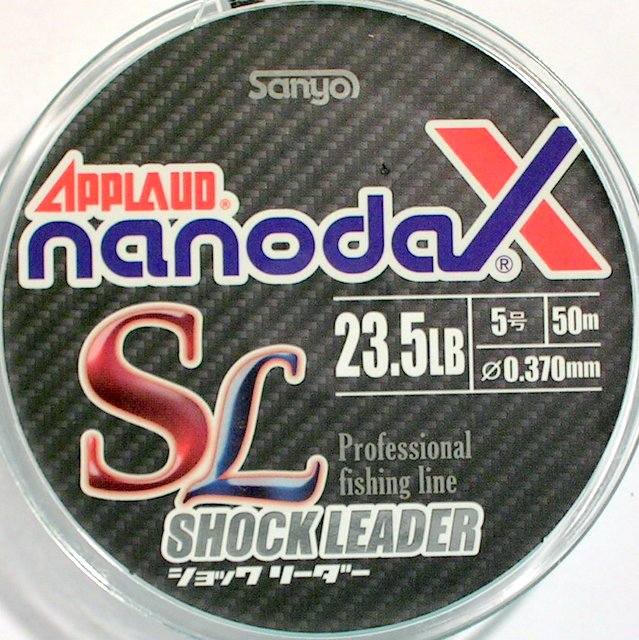 Sanyo
APPLAUD®
nanodaX®
23.5LB
5号
50m
Ø0.370mm
SL
Professional
fishing line
SHOCK LEADER
ショック リーダー